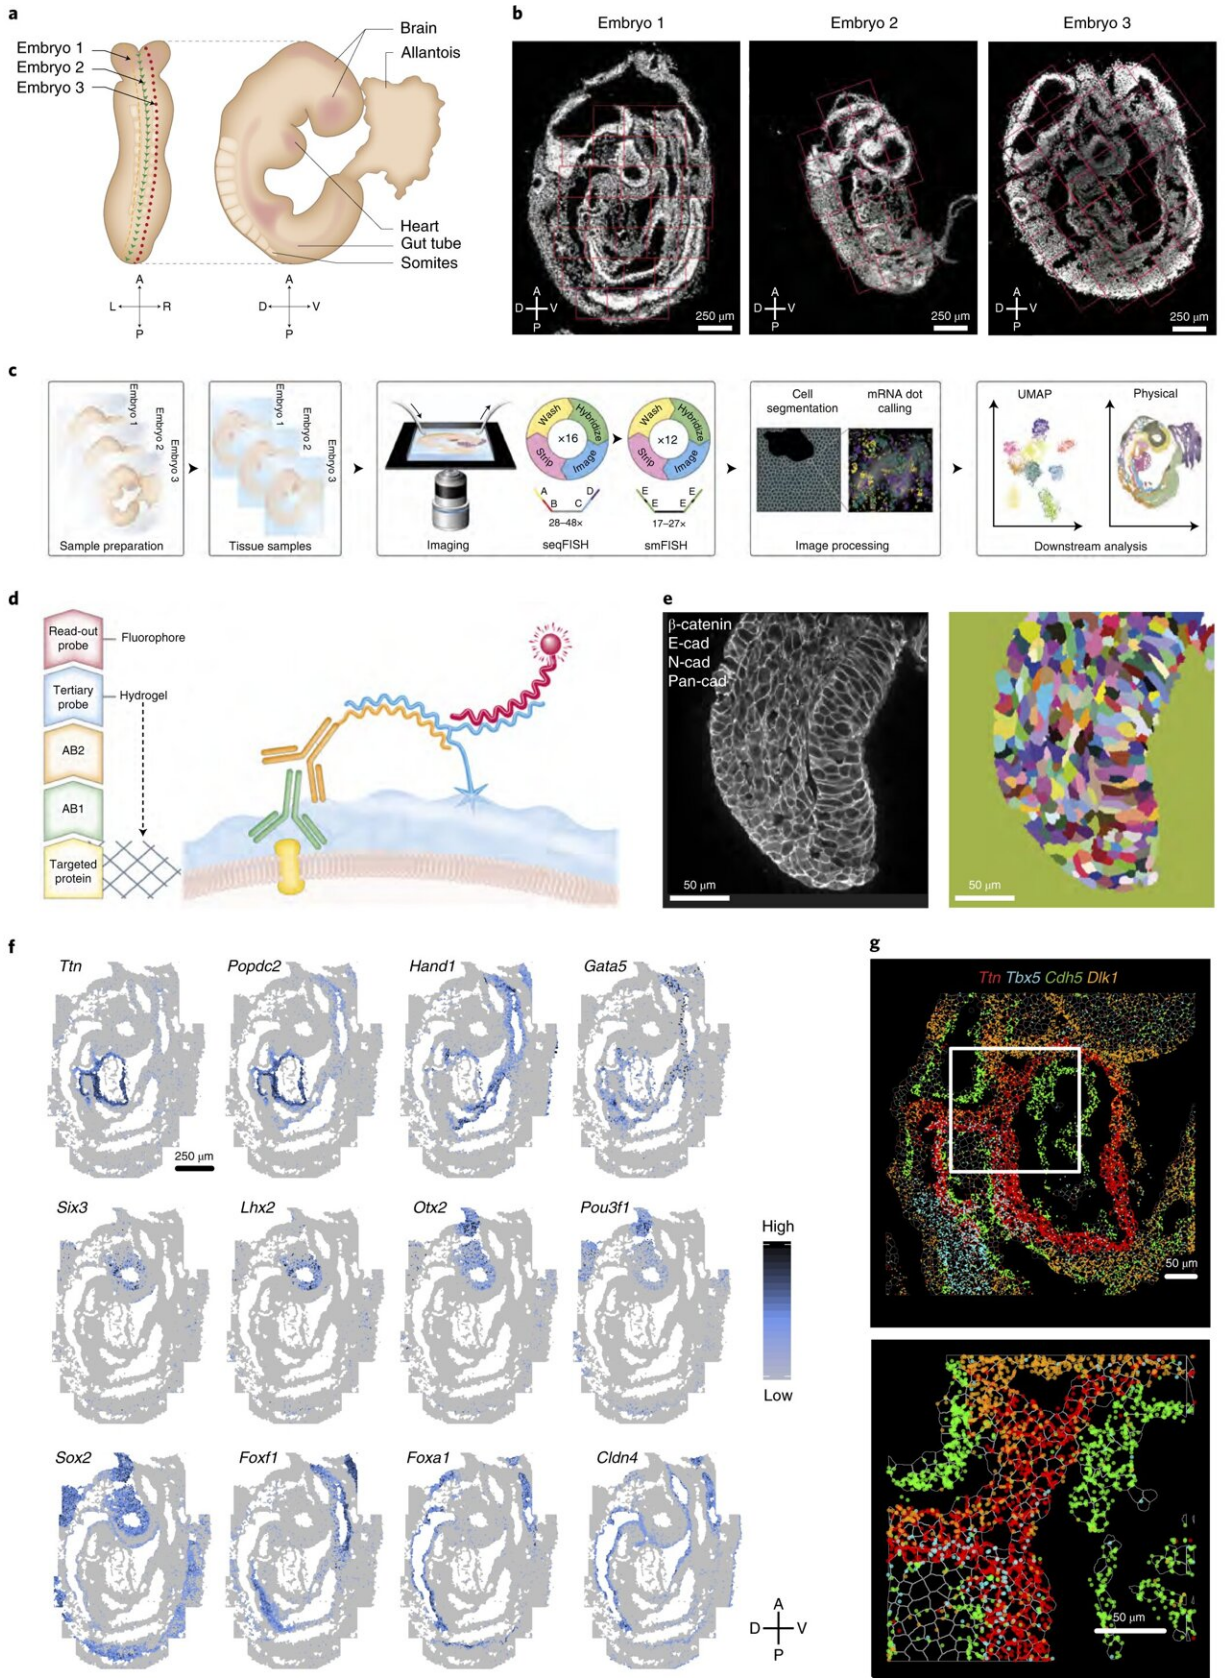 a
Embryo 1
Embryo 2
Embryo 3
Brain
Allantois
Heart
Gut tube
Somites
A
L
R
P
A
D
V
P
b
Embryo 1
Embryo 2
Embryo 3
A
D
V
P
250 µm
A
D
V
P
250 µm
A
D
V
P
250 µm
c
Embryo 1
Embryo 2
Embryo 3
Sample preparation
Embryo 1
Embryo 2
Embryo 3
Tissue samples
Imaging
Wash
Hybridize
Image
Strip
×16
A
B
C
D
28–48×
seqFISH
Wash
Hybridize
Image
Strip
×12
E
E
E
E
17–27×
smFISH
Cell
segmentation
mRNA dot
calling
Image processing
UMAP
Physical
Downstream analysis
d
Read-out
probe
Fluorophore
Tertiary
probe
Hydrogel
AB2
AB1
Targeted
protein
e
β-catenin
E-cad
N-cad
Pan-cad
50 µm
50 µm
f
Ttn
Popdc2
Hand1
Gata5
250 µm
Six3
Lhx2
Otx2
Pou3f1
High
Low
Sox2
Foxf1
Foxa1
Cldn4
A
D
V
P
g
Ttn Tbx5 Cdh5 Dlk1
50 µm
50 µm